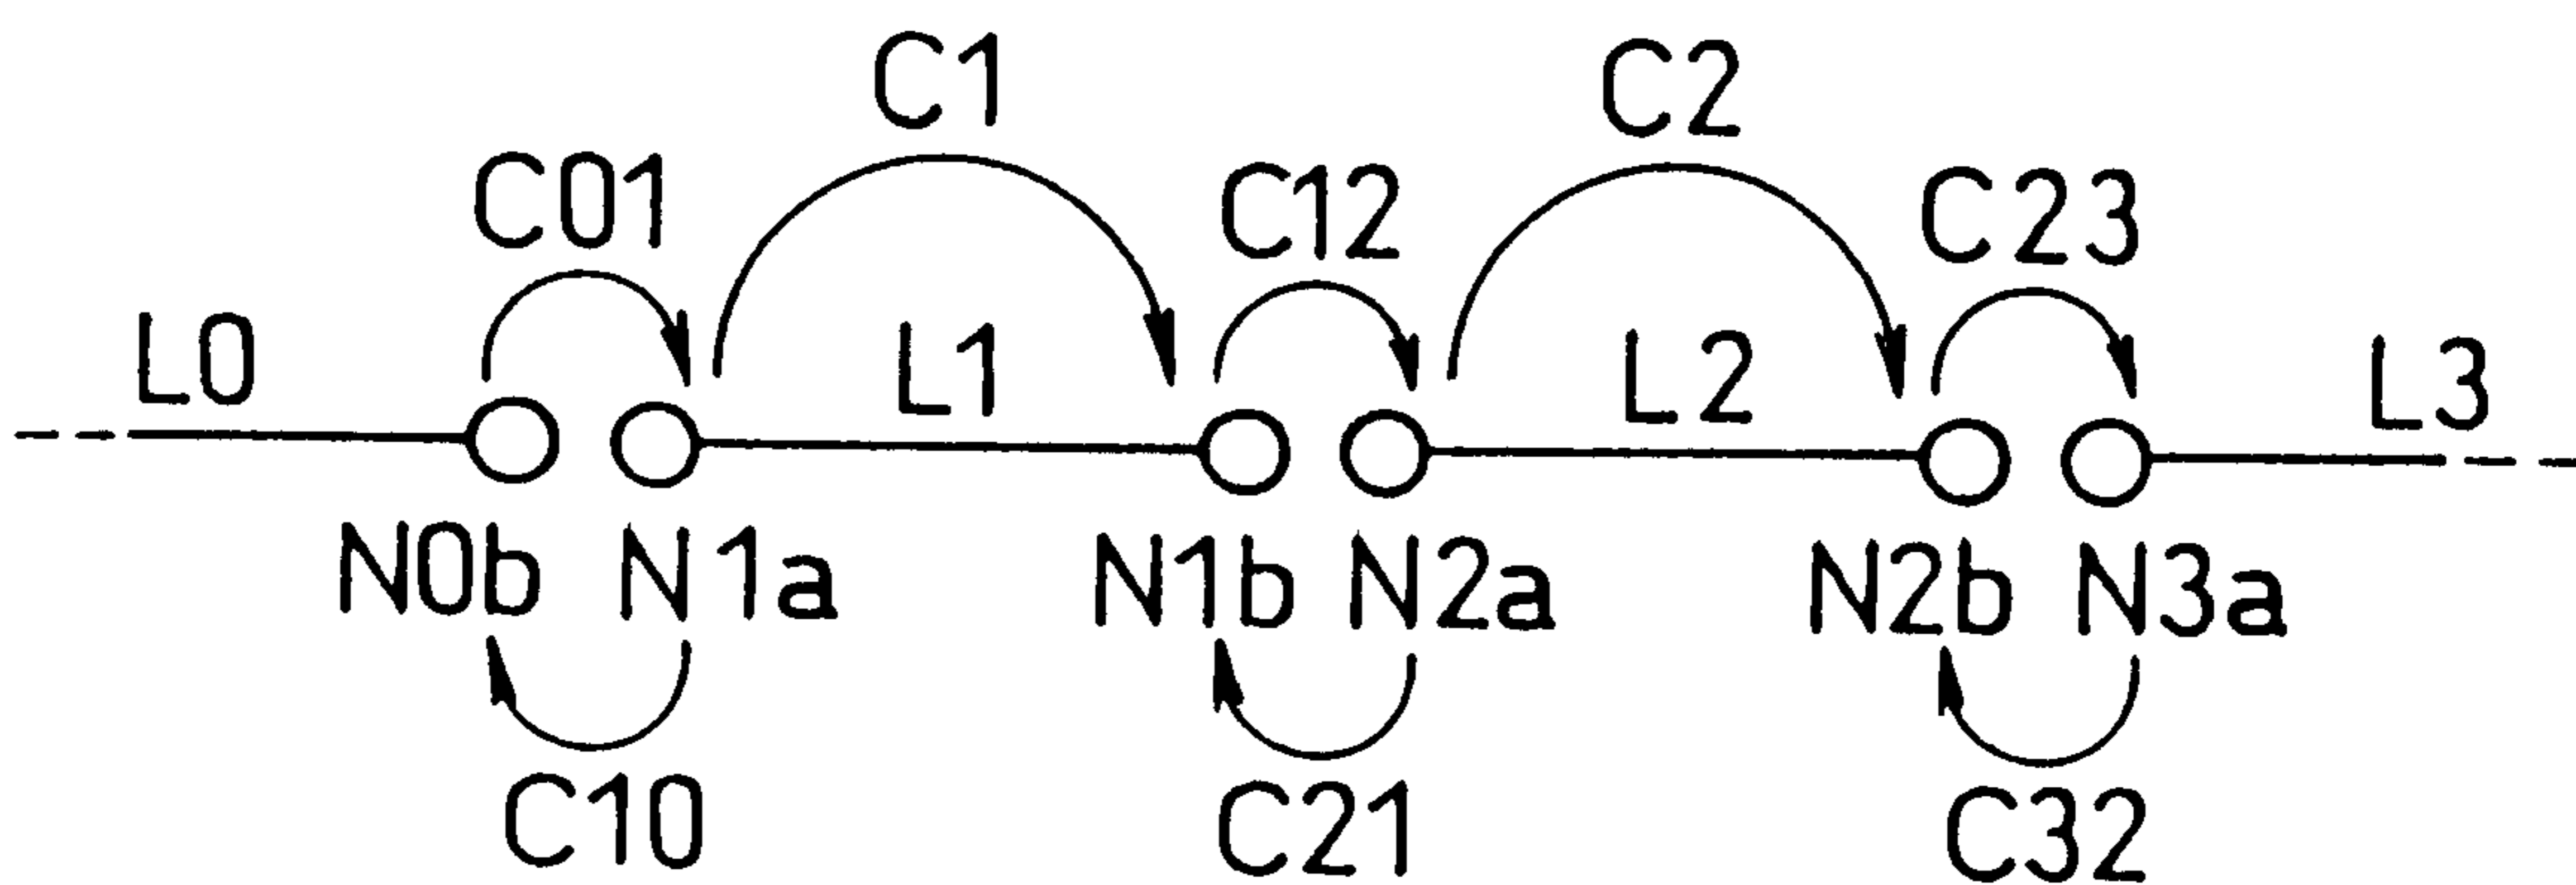 C1 C2
C01 C12 C23
L0 L1 L2 L3
N0b N1a N1b N2a N2b N3a
C10 C21 C32